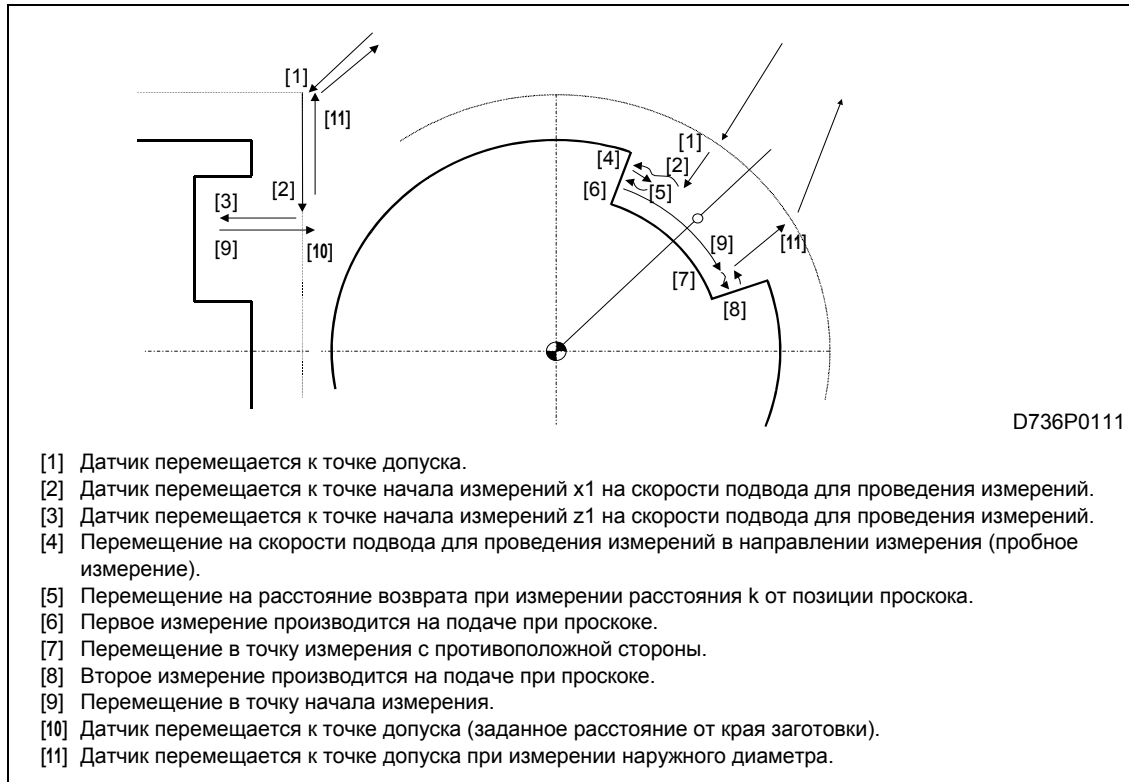 [1]
[11]
[2]
[3]
[9]
[10]
[1]
[4]
[2]
[5]
[6]
[9]
[11]
[7]
[8]
D736P0111
[1] Датчик перемещается к точке допуска.
[2] Датчик перемещается к точке начала измерений x1 на скорости подвода для проведения измерений.
[3] Датчик перемещается к точке начала измерений z1 на скорости подвода для проведения измерений.
[4] Перемещение на скорости подвода для проведения измерений в направлении измерения (пробное
измерение).
[5] Перемещение на расстояние возврата при измерении расстояния k от позиции проскока.
[6] Первое измерение производится на подаче при проскоке.
[7] Перемещение в точку измерения с противоположной стороны.
[8] Второе измерение производится на подаче при проскоке.
[9] Перемещение в точку начала измерения.
[10] Датчик перемещается к точке допуска (заданное расстояние от края заготовки).
[11] Датчик перемещается к точке допуска при измерении наружного диаметра.